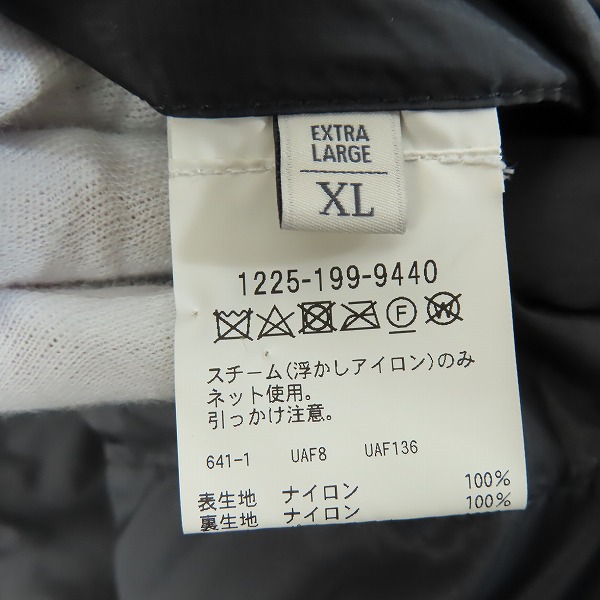 EXTRA
LARGE
XL
1225-199-9440
F W
スチーム(浮かしアイロン)のみ
ネット使用。
引っかけ注意。
641-1 UAF8 UAF136
表生地 ナイロン 100%
裏生地 ナイロン 100%